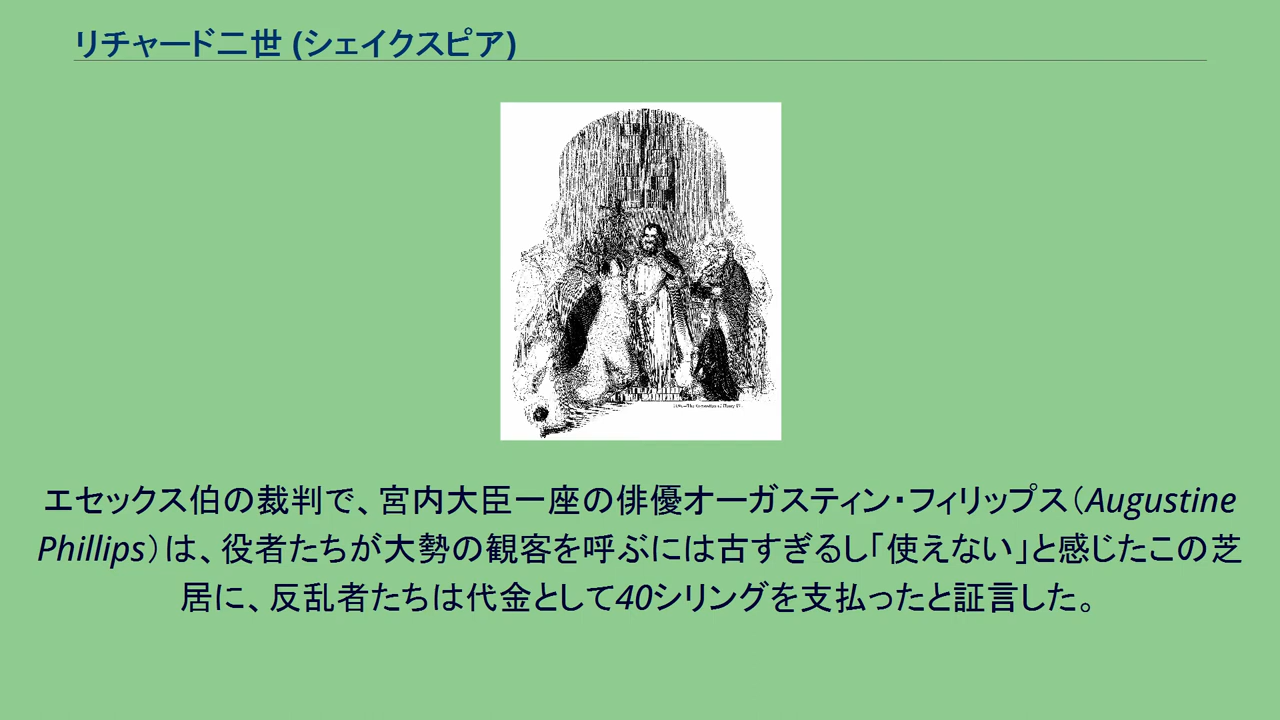 リチャード二世 (シェイクスピア)
エセックス伯の裁判で、宮内大臣一座の俳優オーガスティン・フィリップス（Augustine
Phillips）は、役者たちが大勢の観客を呼ぶには古すぎるし「使えない」と感じたこの芝
居に、反乱者たちは代金として40シリングを支払ったと証言した。